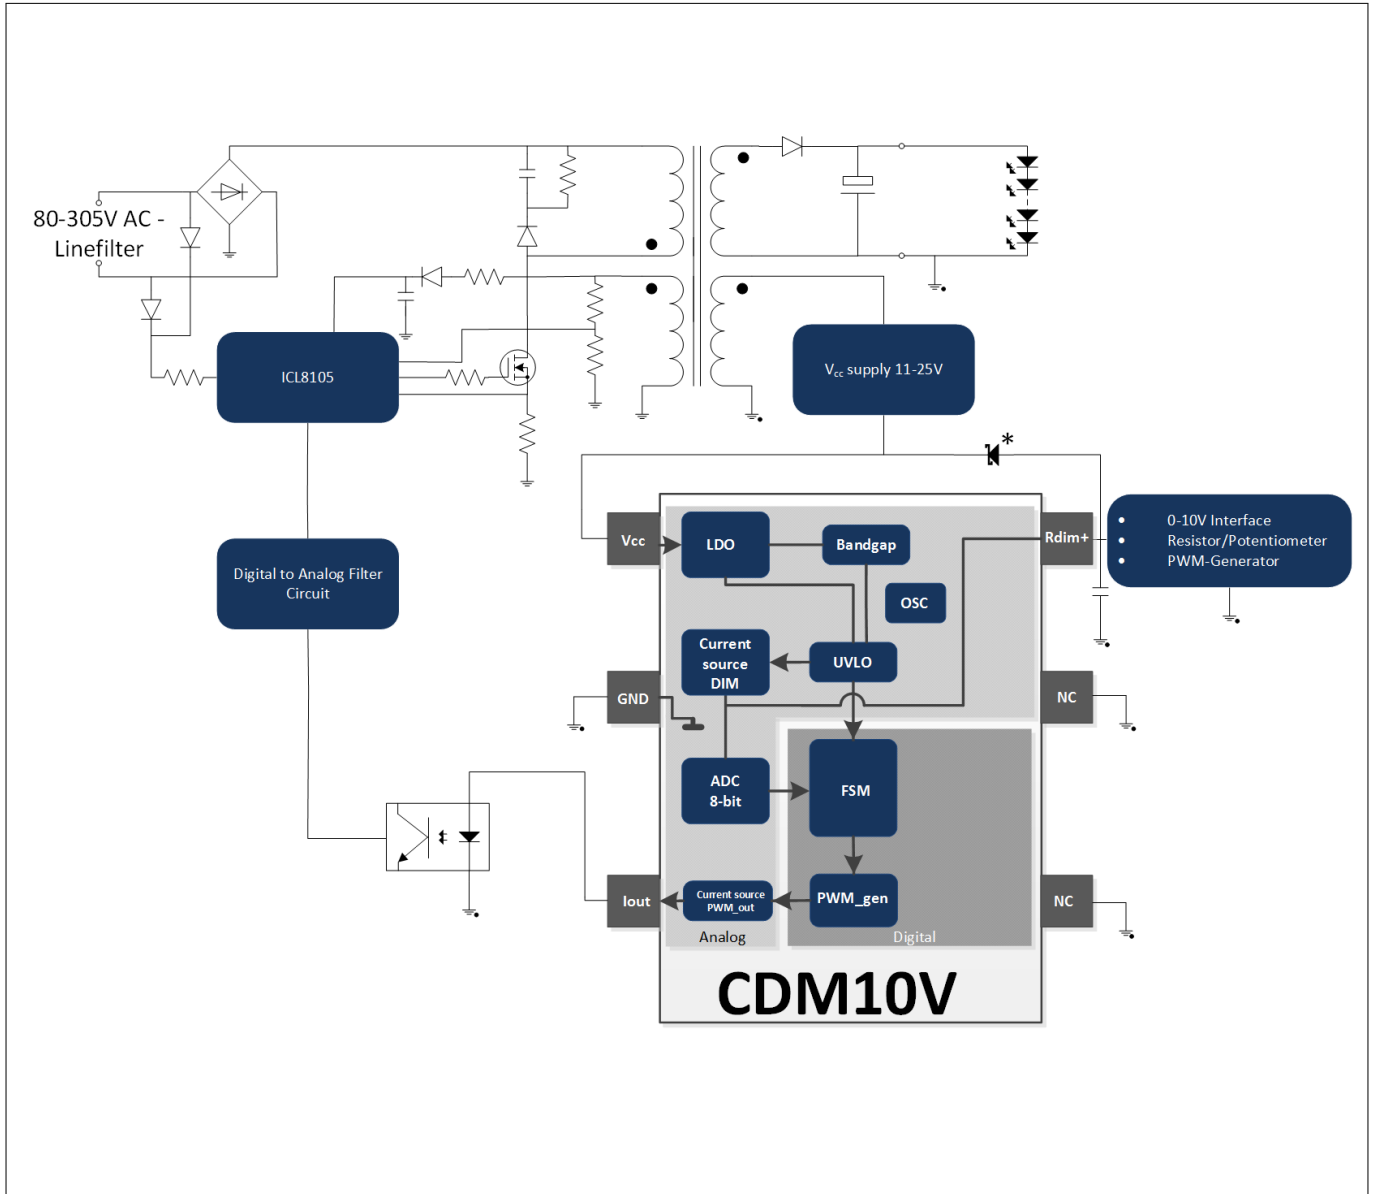 80-305V AC -
Linefilter
ICL8105
Vcc supply 11-25V
*
Digital to Analog Filter
Circuit
• 0-10V Interface
• Resistor/Potentiometer
• PWM-Generator
Vcc
LDO
Bandgap
Rdim+
OSC
Current
source
DIM
UVLO
GND
NC
ADC
8-bit
FSM
Iout
Current source
PWM_out
PWM_gen
NC
Analog
Digital
CDM10V